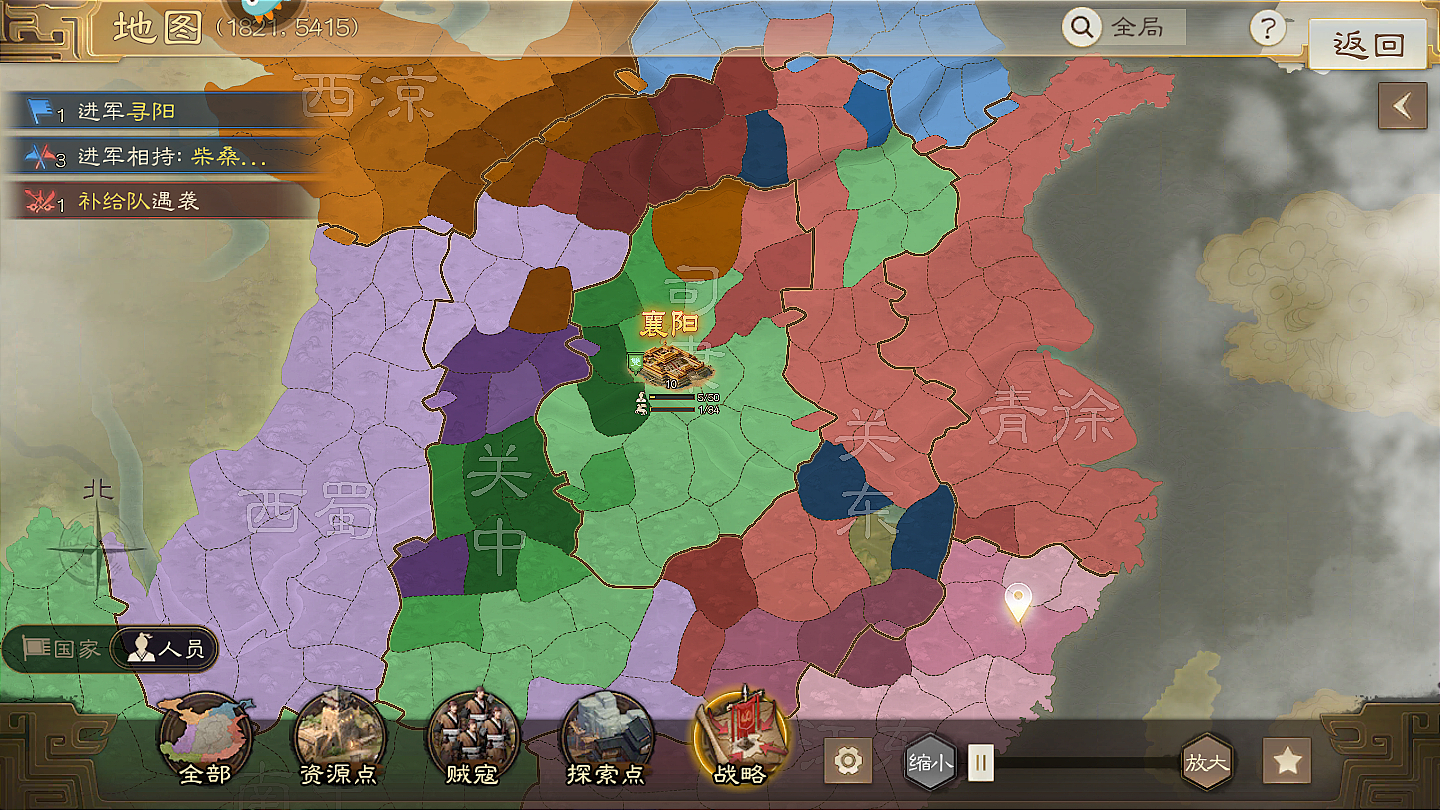 地图 (1821, 5415)
全局
?
返回
西凉
1 进军寻阳
3 进军相持: 柴桑...
1 补给队遇袭
司
襄阳
10
5/50
1/84
关东
青徐
西蜀
关中
北
国家
人员
全部
资源点
贼寇
探索点
战略
缩小
放大